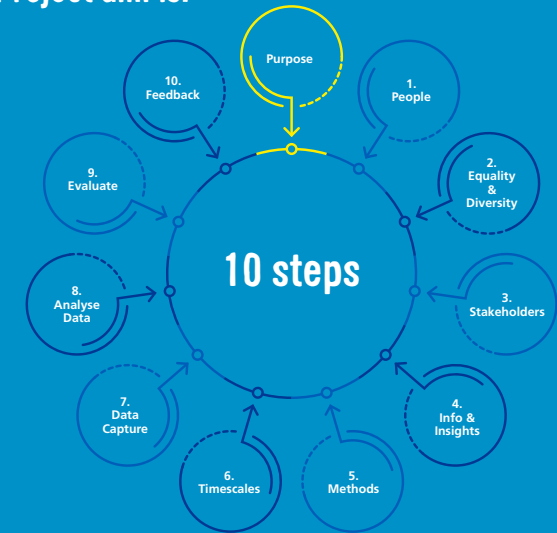 Project aim is:
Purpose
1.
People
2.
Equality
&
Diversity
3.
Stakeholders
4.
Info &
Insights
5.
Methods
6.
Timescales
7.
Data
Capture
8.
Analyse
Data
9.
Evaluate
10.
Feedback
10 steps